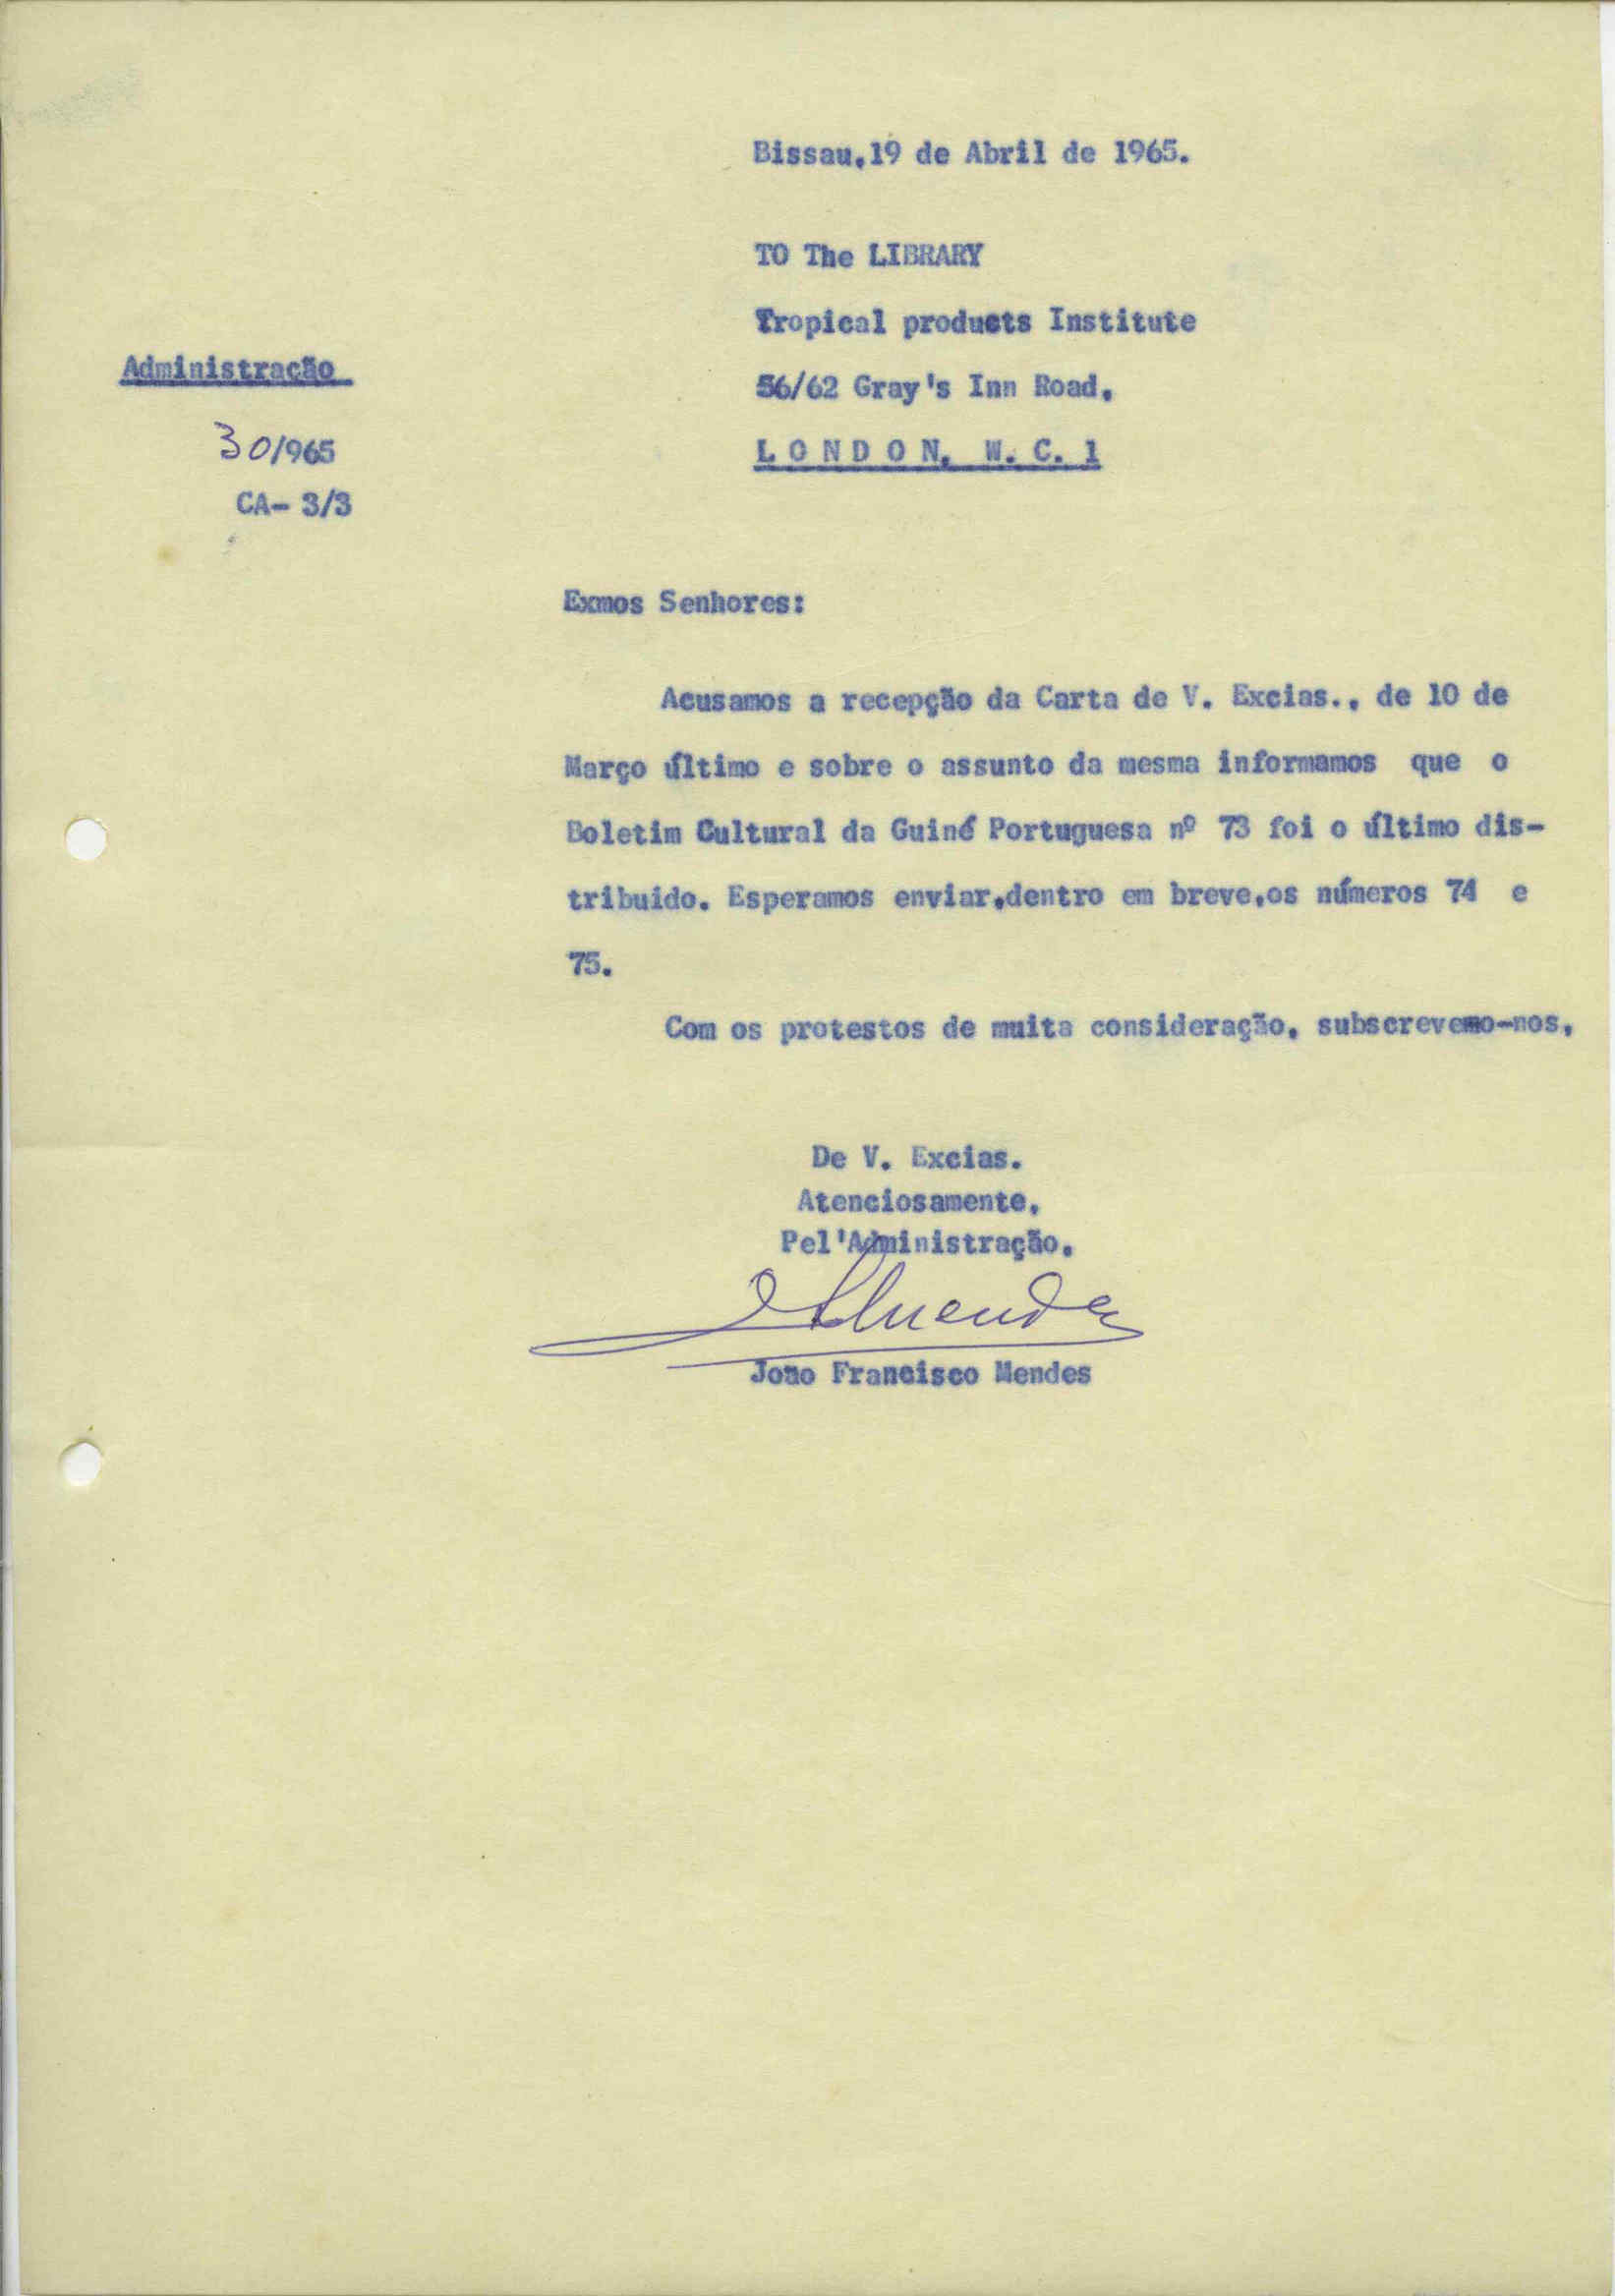 Bissau,19 de Abril de 1965.
TO The LIBRARY
Tropical products Institute
56/62 Gray's Inn Road,
LONDON, W. C. 1
Administração
30/965
CA- 3/3
Exmos Senhores:
Acusamos a recepção da Carta de V. Excias., de 10 de
Março último e sobre o assunto da mesma informamos que o
Boletim Cultural da Guiné Portuguesa nº 73 foi o último dis-
tribuido. Esperamos enviar,dentro em breve,os números 74 e
75.
Com os protestos de muita consideração, subscrevemo-nos,
De V. Excias.
Atenciosamente,
Pel'Administração,
João Francisco Mendes